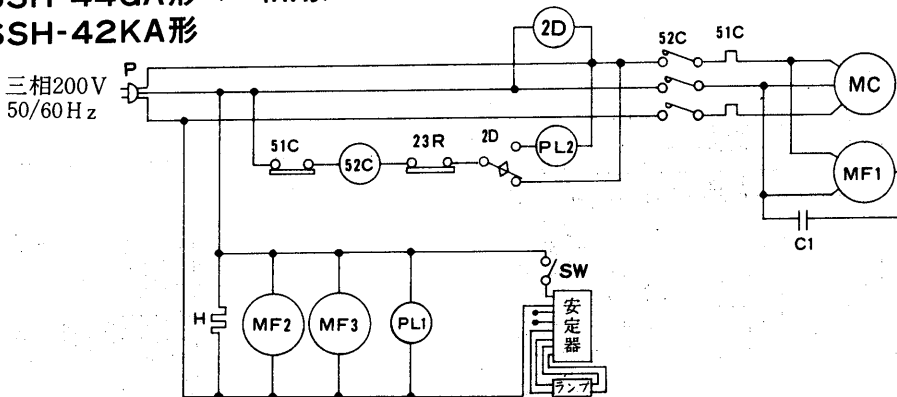 SSH-42KA形
2D
52C
51C
P
三相200V
50/60Hz
MC
51C
52C
23R
2D
PL2
MF1
C1
SW
H
MF2
MF3
PL1
安定器
ランプ